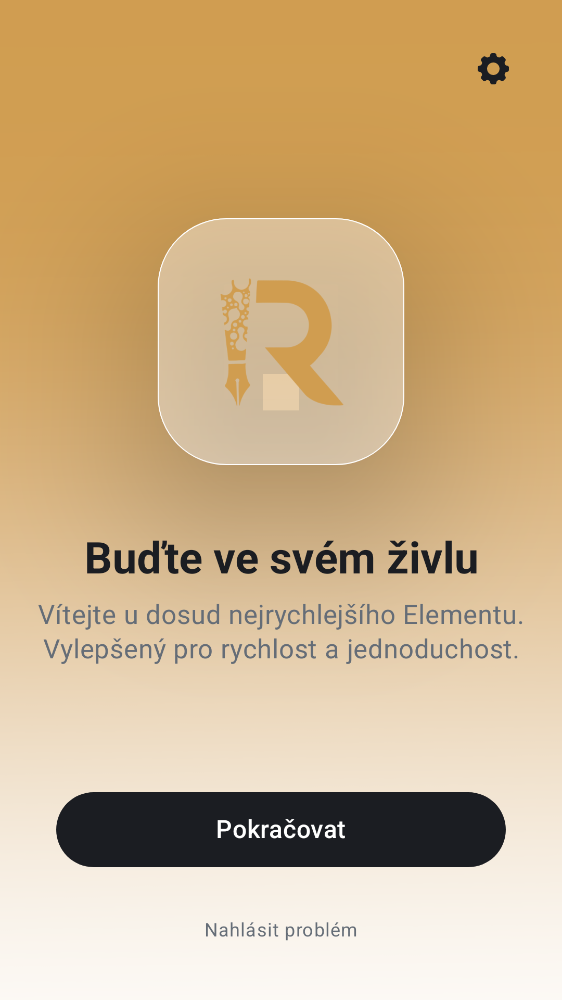 R
Buďte ve svém živlu
Vítejte u dosud nejrychlejšího Elementu.
Vylepšený pro rychlost a jednoduchost.
Pokračovat
Nahlásit problém